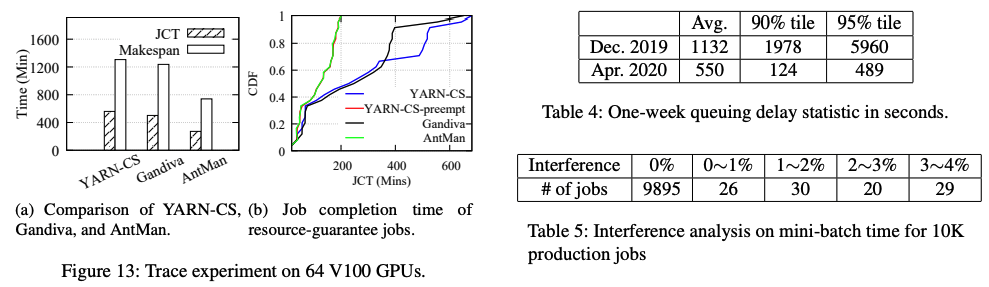 1600
1200
800
400
0
Time (Min)
JCT
Makespan
YARN-CS
Gandiva
AntMan
(a) Comparison of YARN-CS,
Gandiva, and AntMan.
1
0.8
0.6
0.4
0.2
0
CDF
YARN-CS
YARN-CS-preempt
Gandiva
AntMan
200 400 600
JCT (Mins)
(b) Job completion time of
resource-guarantee jobs.
Figure 13: Trace experiment on 64 V100 GPUs.
Avg. 90% tile 95% tile
Dec. 2019 1132 1978 5960
Apr. 2020 550 124 489
Table 4: One-week queuing delay statistic in seconds.
Interference 0% 0∼1% 1∼2% 2∼3% 3∼4%
# of jobs 9895 26 30 20 29
Table 5: Interference analysis on mini-batch time for 10K
production jobs